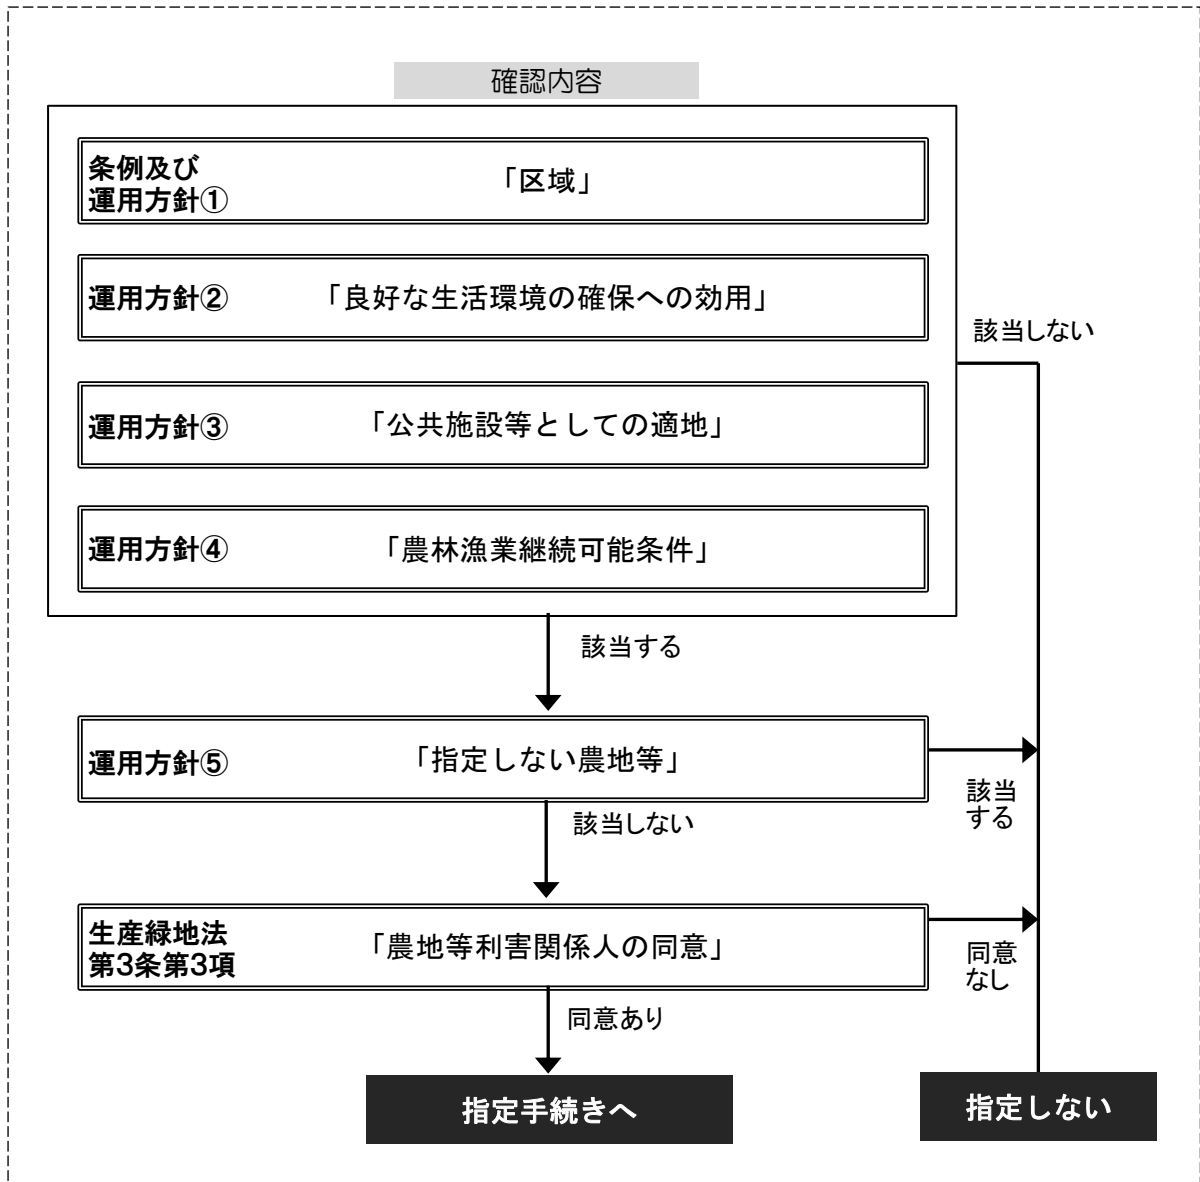 確認内容
条例及び
運用方針①
「区域」
運用方針②
「良好な生活環境の確保への効用」
該当しない
運用方針③
「公共施設等としての適地」
運用方針④
「農林漁業継続可能条件」
該当する
運用方針⑤
「指定しない農地等」
該当
する
該当しない
生産緑地法
第3条第3項
「農地等利害関係人の同意」
同意
なし
同意あり
指定手続きへ
指定しない